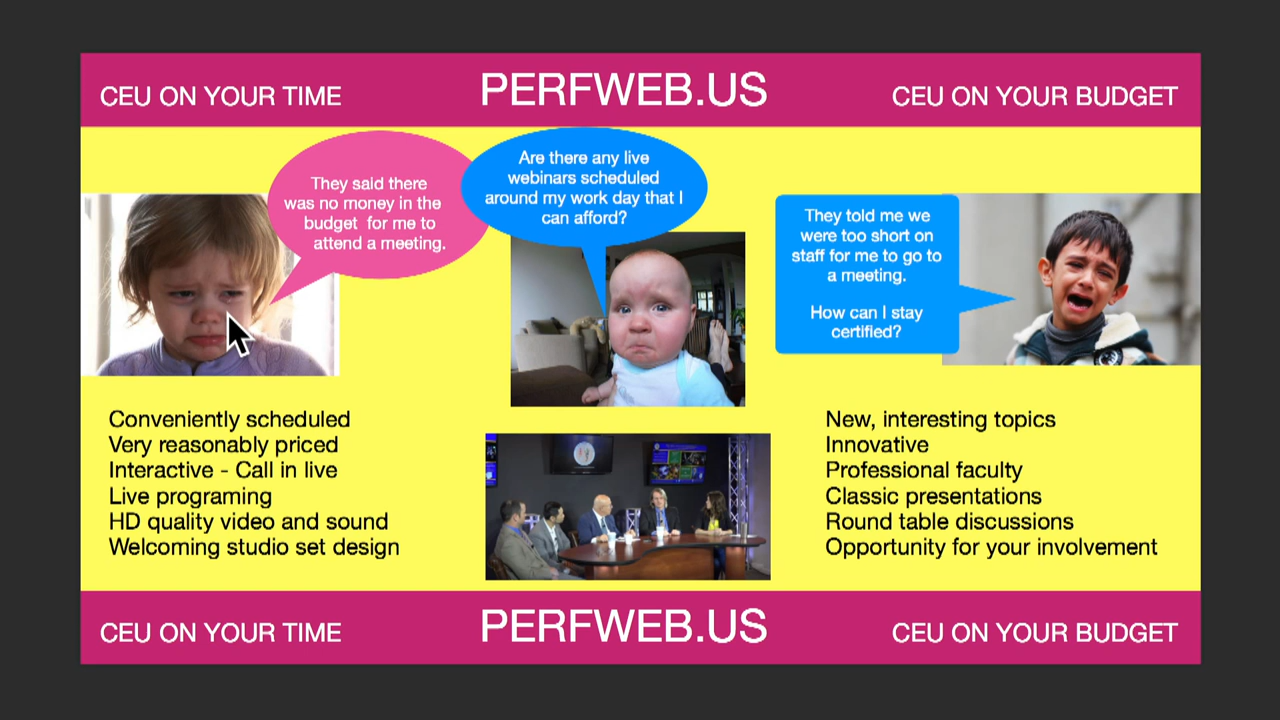 CEU ON YOUR TIME
PERFWEB.US
CEU ON YOUR BUDGET
They said there
was no money in the
budget for me to
attend a meeting.
Are there any live
webinars scheduled
around my work day that I
can afford?
They told me we
were too short on
staff for me to go to
a meeting.
How can I stay
certified?
Conveniently scheduled
Very reasonably priced
Interactive - Call in live
Live programing
HD quality video and sound
Welcoming studio set design
New, interesting topics
Innovative
Professional faculty
Classic presentations
Round table discussions
Opportunity for your involvement
CEU ON YOUR TIME
PERFWEB.US
CEU ON YOUR BUDGET